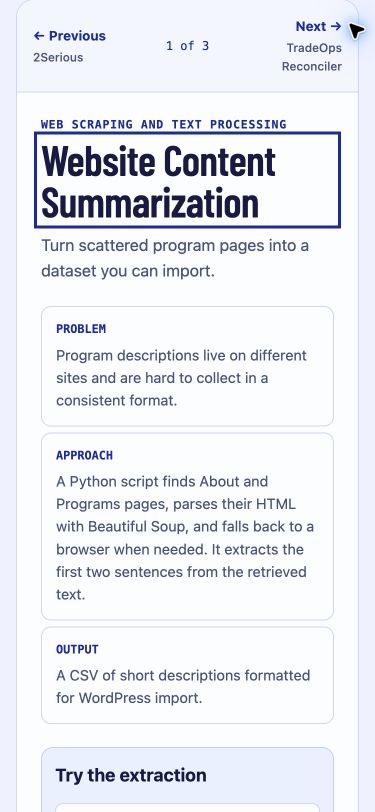 ← Previous
2Serious
1 of 3
Next →
TradeOps
Reconciler
WEB SCRAPING AND TEXT PROCESSING
Website Content
Summarization
Turn scattered program pages into a
dataset you can import.
PROBLEM
Program descriptions live on different
sites and are hard to collect in a
consistent format.
APPROACH
A Python script finds About and
Programs pages, parses their HTML
with Beautiful Soup, and falls back to a
browser when needed. It extracts the
first two sentences from the retrieved
text.
OUTPUT
A CSV of short descriptions formatted
for WordPress import.
Try the extraction